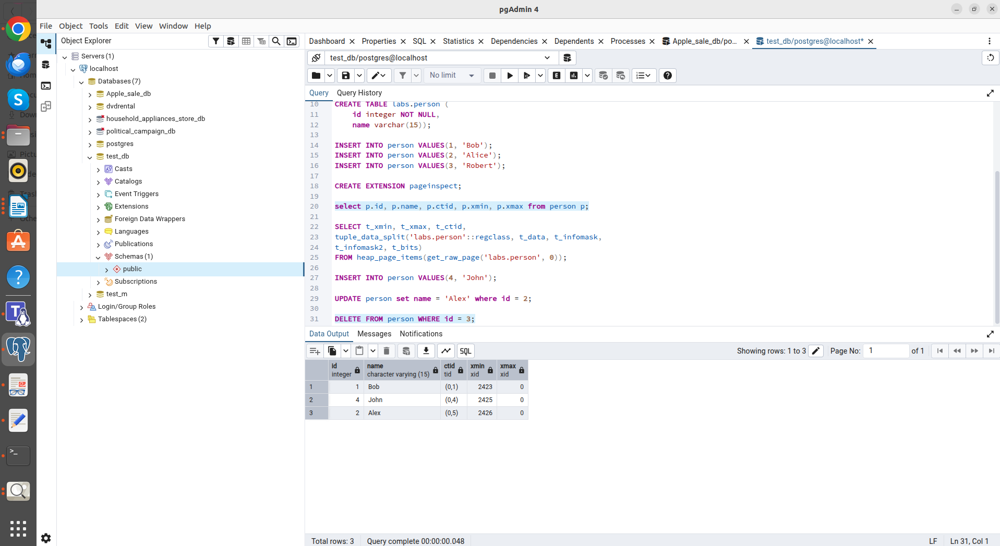 pgAdmin 4
File Object Tools Edit View Window Help
Object Explorer
Servers (1)
localhost
Databases (7)
Apple_sale_db
dvdrental
household_appliances_store_db
political_campaign_db
postgres
test_db
Casts
Catalogs
Event Triggers
Extensions
Foreign Data Wrappers
Languages
Publications
Schemas (1)
public
Subscriptions
test_m
Login/Group Roles
Tablespaces (2)
Dashboard Properties SQL Statistics Dependencies Dependents Processes Apple_sale_db/po... test_db/postgres@localhost*
test_db/postgres@localhost
No limit E
Query Query History
10 CREATE TABLE labs.person (
11 id integer NOT NULL,
12 name varchar(15));
13
14 INSERT INTO person VALUES(1, 'Bob');
15 INSERT INTO person VALUES(2, 'Alice');
16 INSERT INTO person VALUES(3, 'Robert');
17
18 CREATE EXTENSION pageinspect;
19
20 select p.id, p.name, p.ctid, p.xmin, p.xmax from person p;
21
22 SELECT t_xmin, t_xmax, t_ctid,
23 tuple_data_split('labs.person'::regclass, t_data, t_infomask,
24 t_infomask2, t_bits)
25 FROM heap_page_items(get_raw_page('labs.person', 0));
26
27 INSERT INTO person VALUES(4, 'John');
28
29 UPDATE person set name = 'Alex' where id = 2;
30
31 DELETE FROM person WHERE id = 3;
Data Output Messages Notifications
SQL Showing rows: 1 to 3 Page No: 1 of 1
id name ctid xmin xmax
integer character varying (15) tid xid xid
1 1 Bob (0,1) 2423 0
2 4 John (0,4) 2425 0
3 2 Alex (0,5) 2426 0
Total rows: 3 Query complete 00:00:00.048 LF Ln 31, Col 1